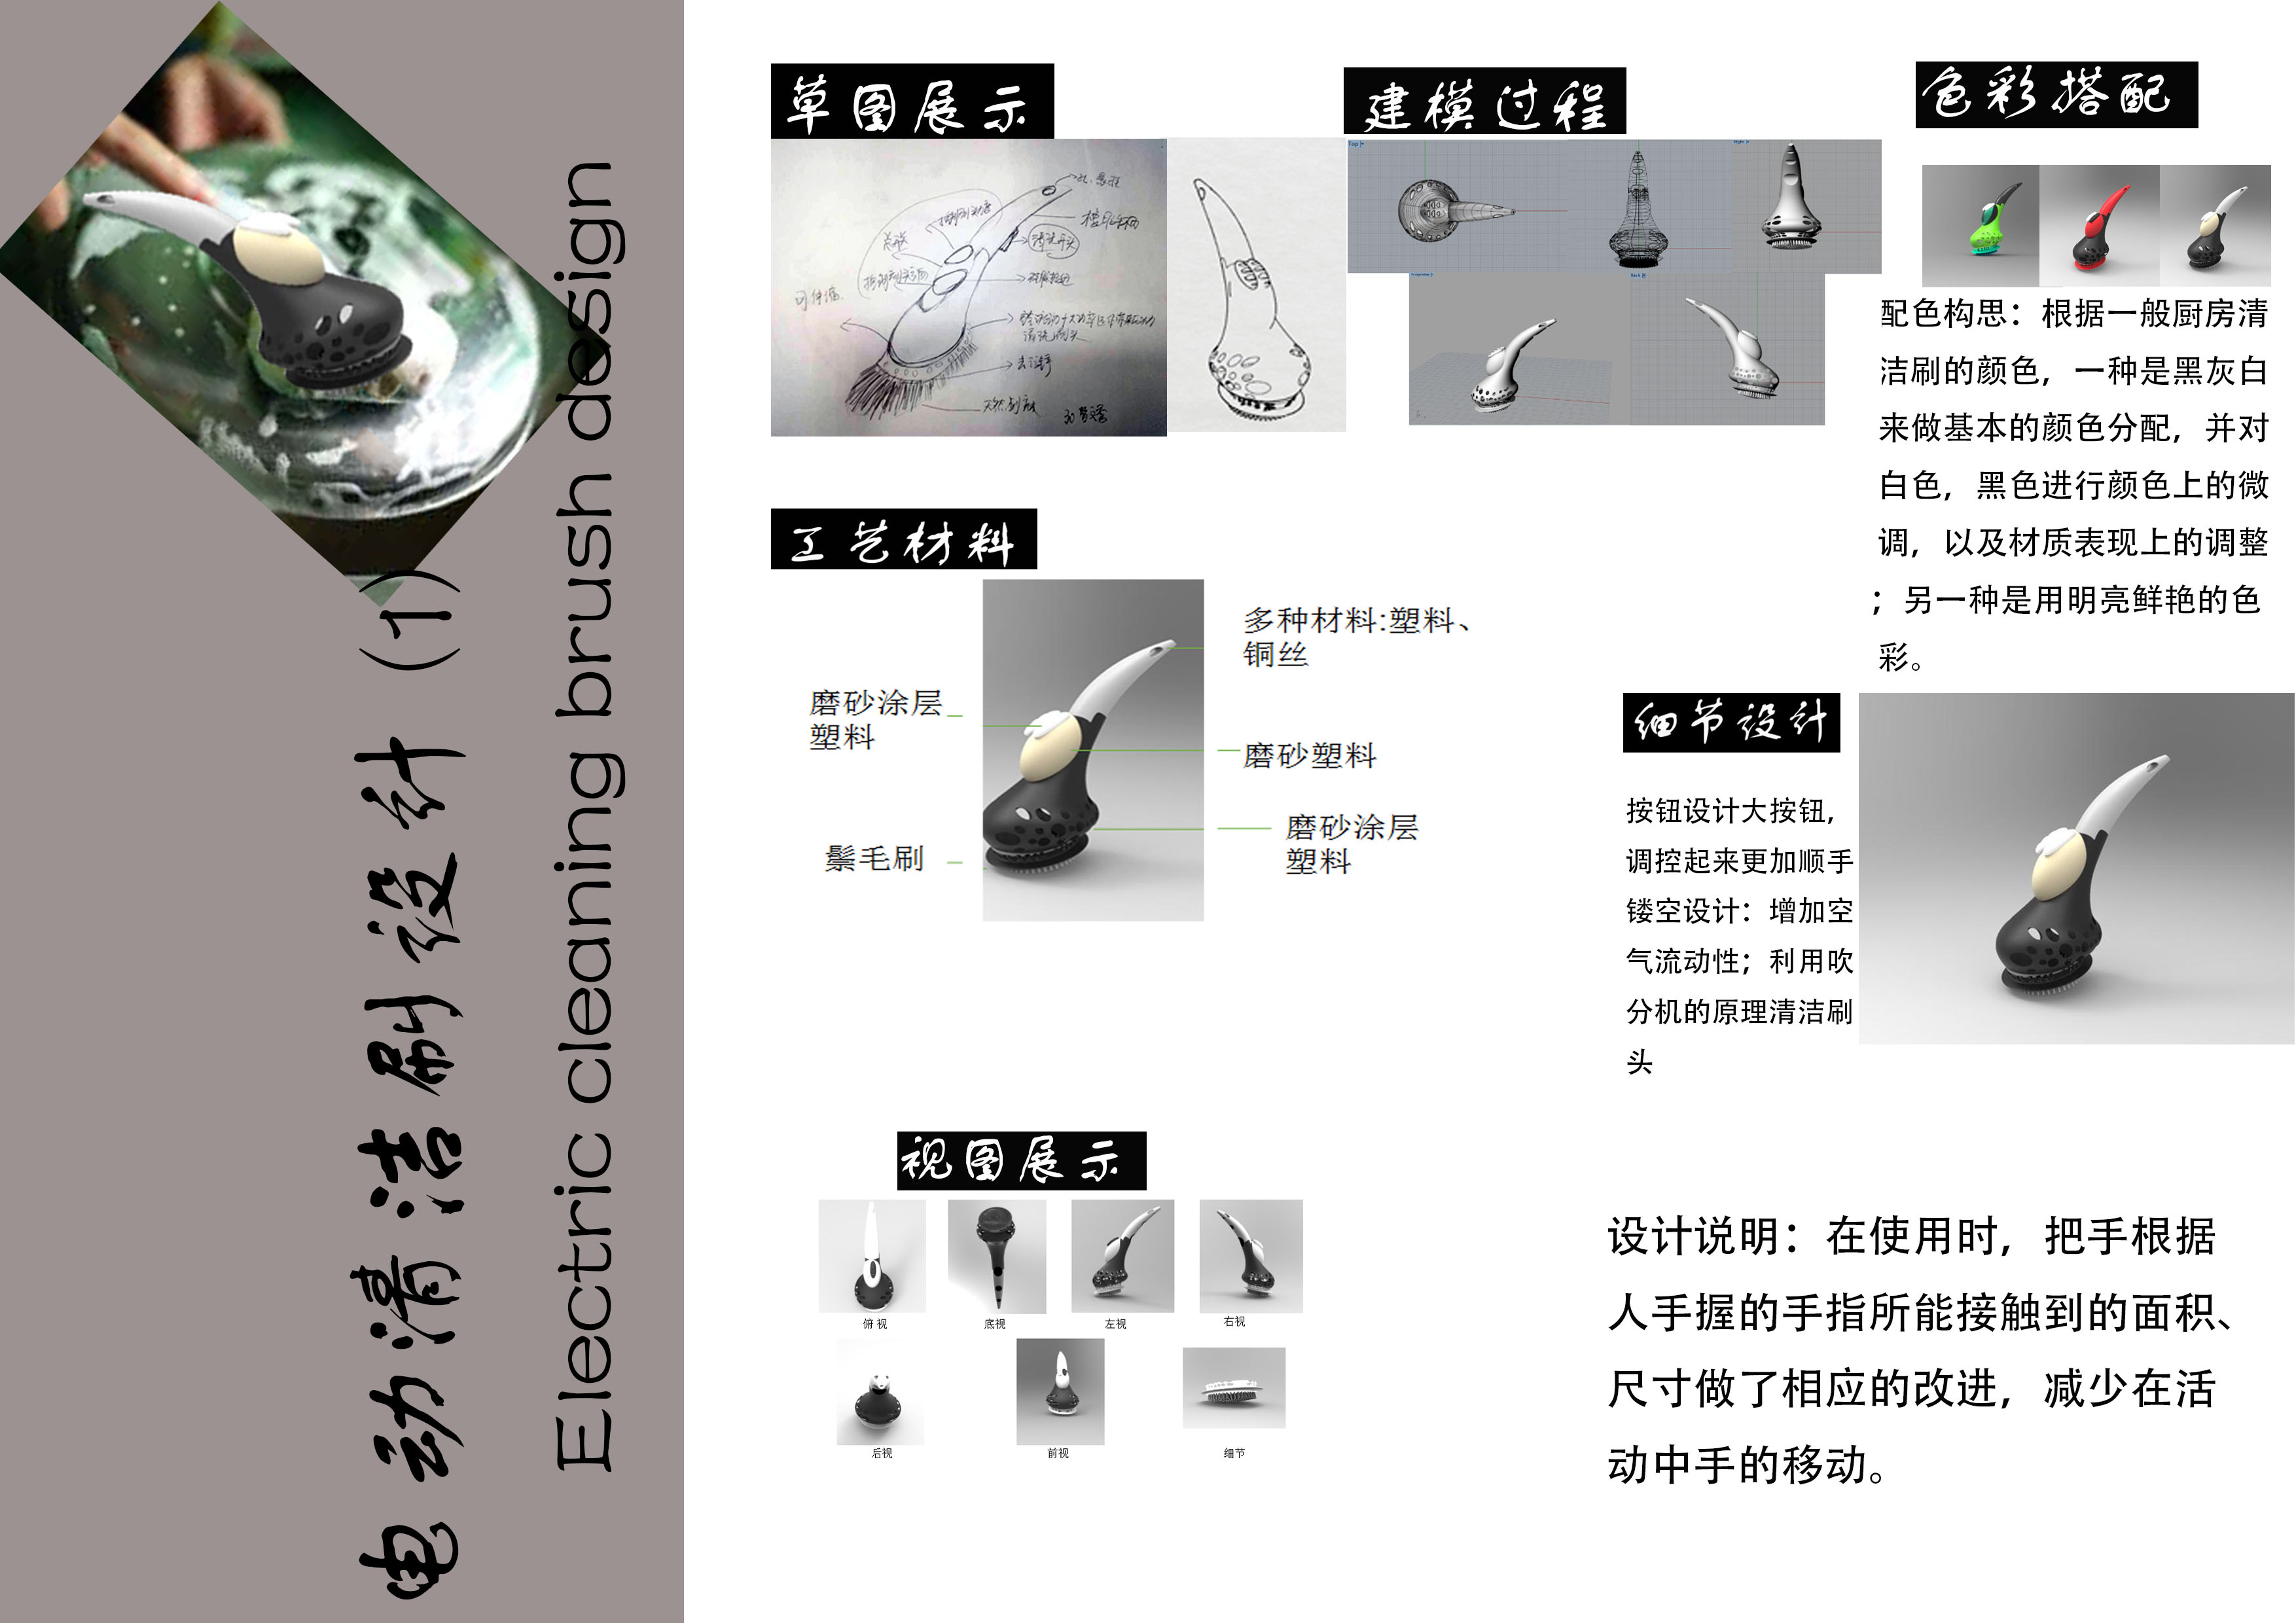 电动清洁刷设计（1）
Electric cleaning brush design
草图展示
孔.悬挂
可伸缩
去污
天然刷
建模过程
色彩搭配
配色构思：根据一般厨房清
洁刷的颜色，一种是黑灰白
来做基本的颜色分配，并对
白色，黑色进行颜色上的微
调，以及材质表现上的调整
；另一种是用明亮鲜艳的色
彩。
工艺材料
多种材料:塑料、
铜丝
磨砂涂层
塑料
磨砂塑料
磨砂涂层
塑料
鬃毛刷
细节设计
按钮设计大按钮，
调控起来更加顺手
镂空设计：增加空
气流动性；利用吹
分机的原理清洁刷
头
视图展示
俯 视
底视
左视
右视
后视
前视
细节
设计说明：在使用时，把手根据
人手握的手指所能接触到的面积、
尺寸做了相应的改进，减少在活
动中手的移动。